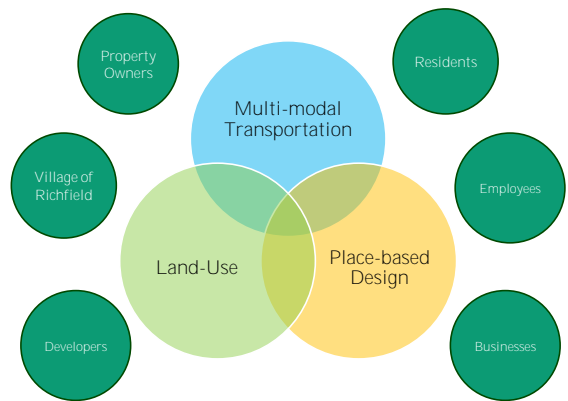 Property
Owners
Residents
Multi-modal
Transportation
Village of
Richfield
Employees
Land-Use
Place-based
Design
Developers
Businesses